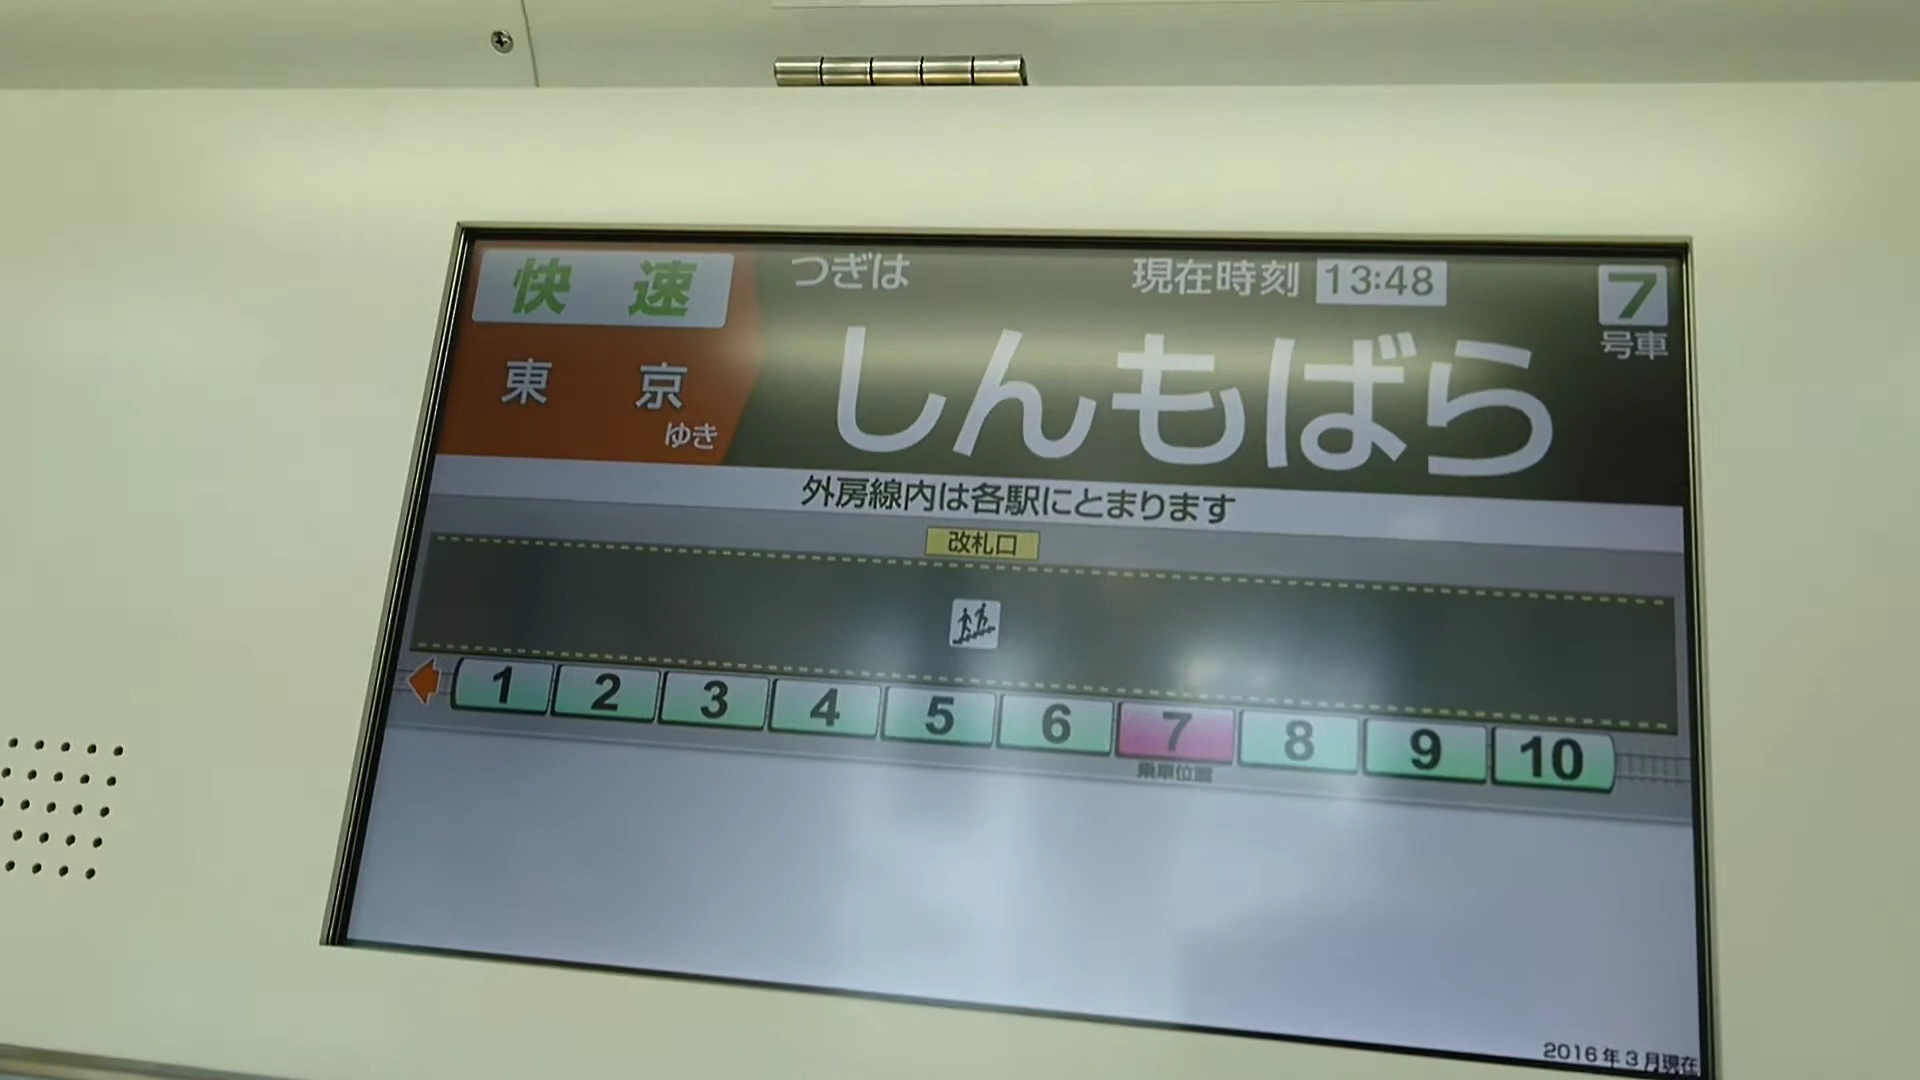 快速 つぎは 現在時刻 13:48 7
号車
東京
ゆき
しんもばら
外房線内は各駅にとまります
改札口
1 2 3 4 5 6 7 8 9 10
乗車位置
2016年3月現在